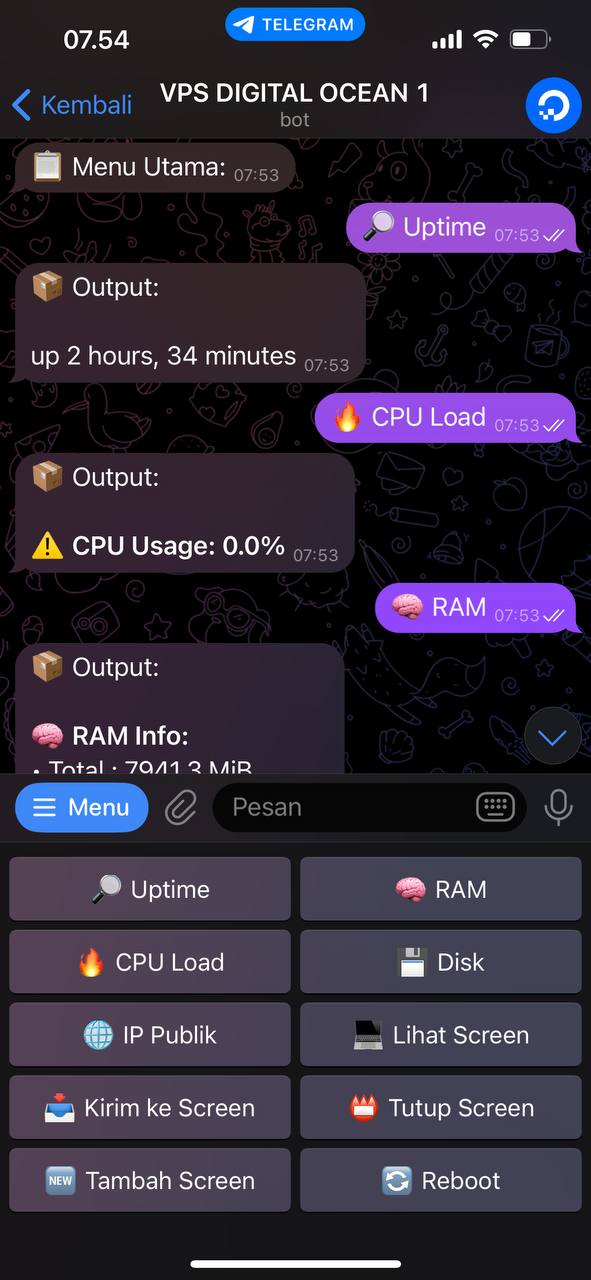 07.54
TELEGRAM
Kembali
VPS DIGITAL OCEAN 1
bot
📋 Menu Utama: 07:53
🔎 Uptime 07:53
📦 Output:
up 2 hours, 34 minutes 07:53
🔥 CPU Load 07:53
📦 Output:
⚠️ CPU Usage: 0.0% 07:53
🧠 RAM 07:53
📦 Output:
🧠 RAM Info:
• Total : 7941.3 MiB
Menu
Pesan
🔎 Uptime
🧠 RAM
🔥 CPU Load
💾 Disk
🌐 IP Publik
💻 Lihat Screen
📥 Kirim ke Screen
📛 Tutup Screen
🆕 Tambah Screen
🔄 Reboot